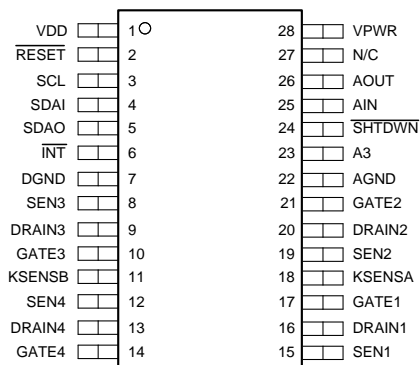 VDD 1 28 VPWR
RESET 2 27 N/C
SCL 3 26 AOUT
SDAI 4 25 AIN
SDAO 5 24 SHTDWN
INT 6 23 A3
DGND 7 22 AGND
SEN3 8 21 GATE2
DRAIN3 9 20 DRAIN2
GATE3 10 19 SEN2
KSENSB 11 18 KSENSA
SEN4 12 17 GATE1
DRAIN4 13 16 DRAIN1
GATE4 14 15 SEN1